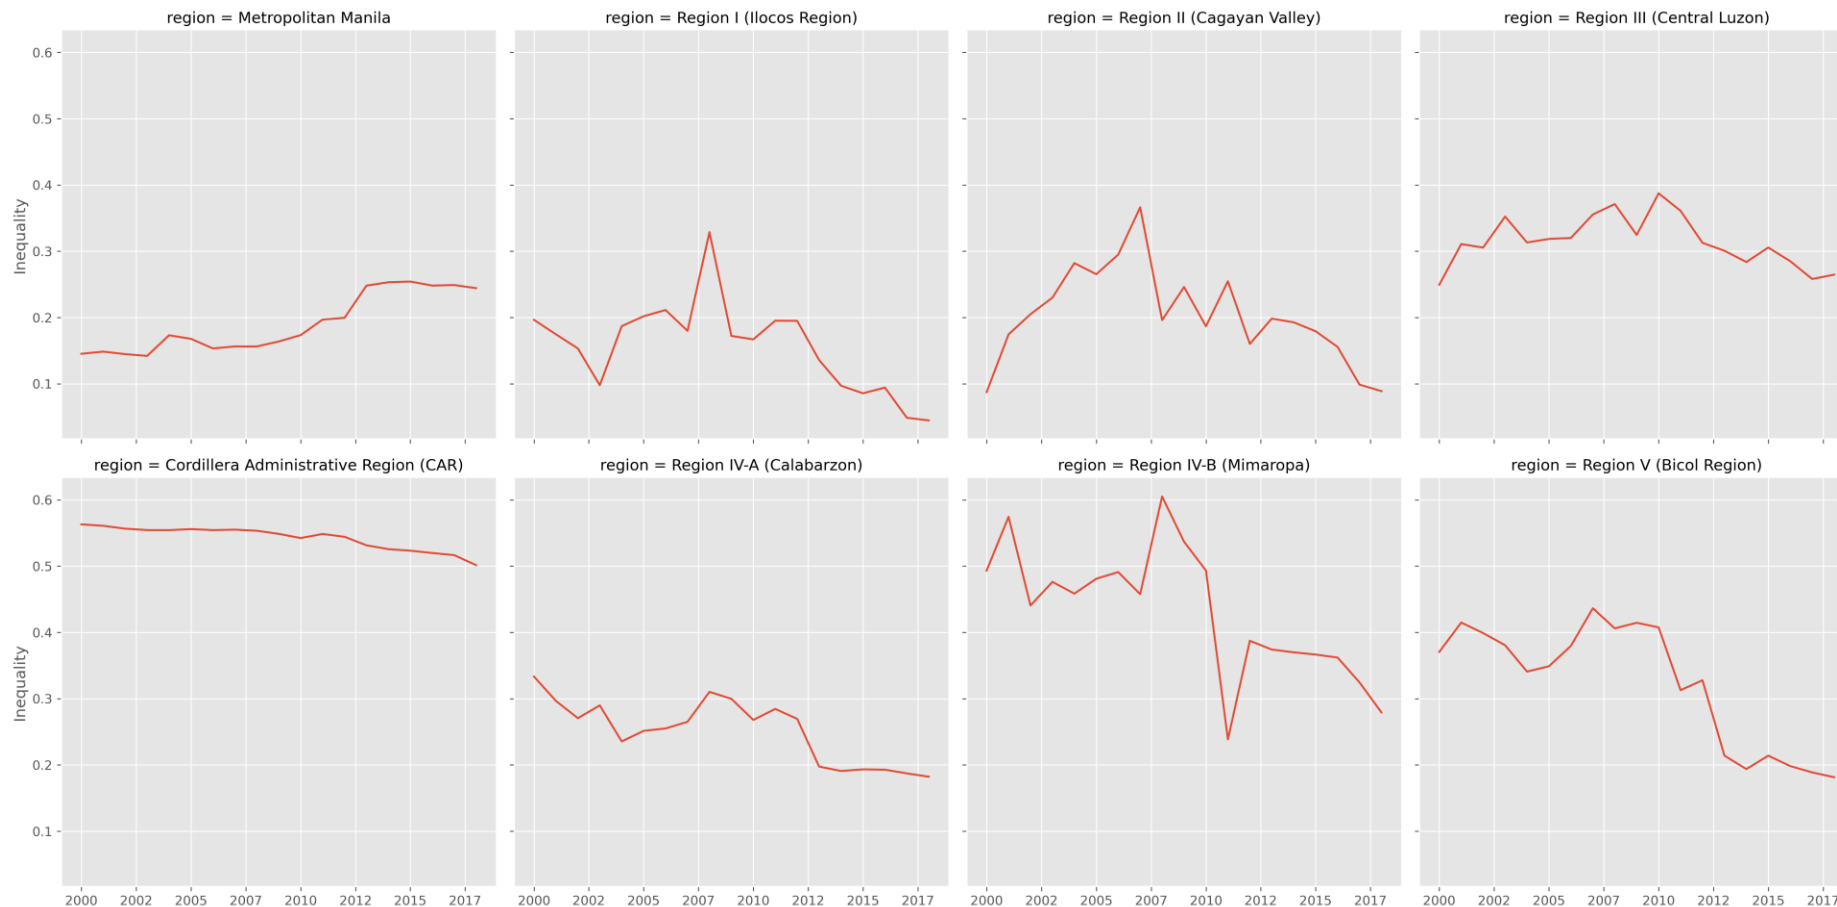 region = Metropolitan Manila
region = Region I (Ilocos Region)
region = Region II (Cagayan Valley)
region = Region III (Central Luzon)
Inequality
0.6
0.5
0.4
0.3
0.2
0.1
region = Cordillera Administrative Region (CAR)
region = Region IV-A (Calabarzon)
region = Region IV-B (Mimaropa)
region = Region V (Bicol Region)
Inequality
0.6
0.5
0.4
0.3
0.2
0.1
2000 2002 2005 2007 2010 2012 2015 2017
2000 2002 2005 2007 2010 2012 2015 2017
2000 2002 2005 2007 2010 2012 2015 2017
2000 2002 2005 2007 2010 2012 2015 2017